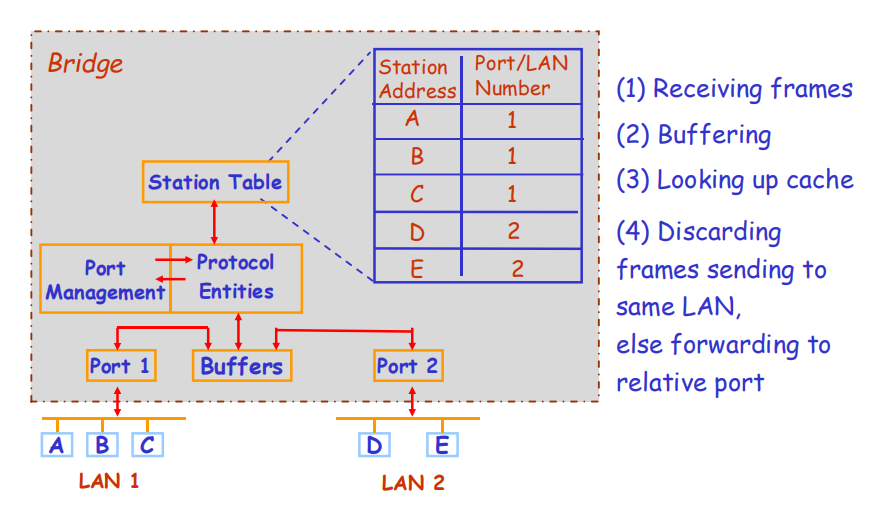 Bridge
Station Port/LAN
Address Number
A 1
B 1
C 1
D 2
E 2
Station Table
Port
Management
Protocol
Entities
Port 1
Buffers
Port 2
A B C
D E
LAN 1
LAN 2
(1) Receiving frames
(2) Buffering
(3) Looking up cache
(4) Discarding
frames sending to
same LAN,
else forwarding to
relative port